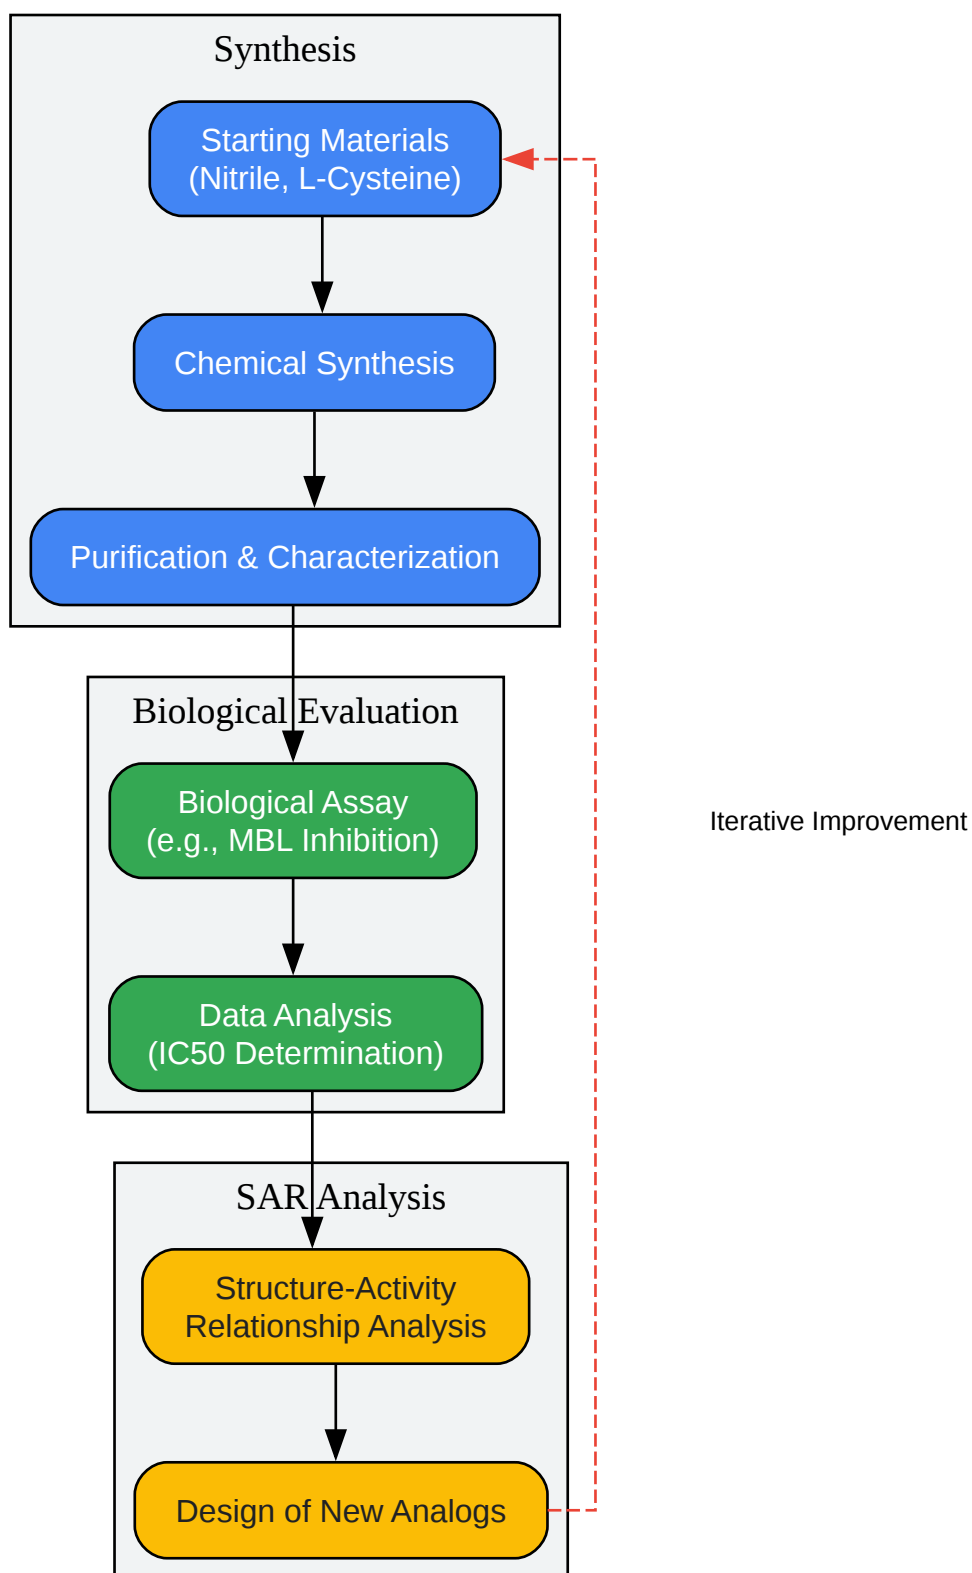 Synthesis
Starting Materials
(Nitrile, L-Cysteine)
Chemical Synthesis
Purification & Characterization
Biological Evaluation
Biological Assay
(e.g., MBL Inhibition)
Iterative Improvement
Data Analysis
(IC50 Determination)
SAR Analysis
Structure-Activity
Relationship Analysis
Design of New Analogs